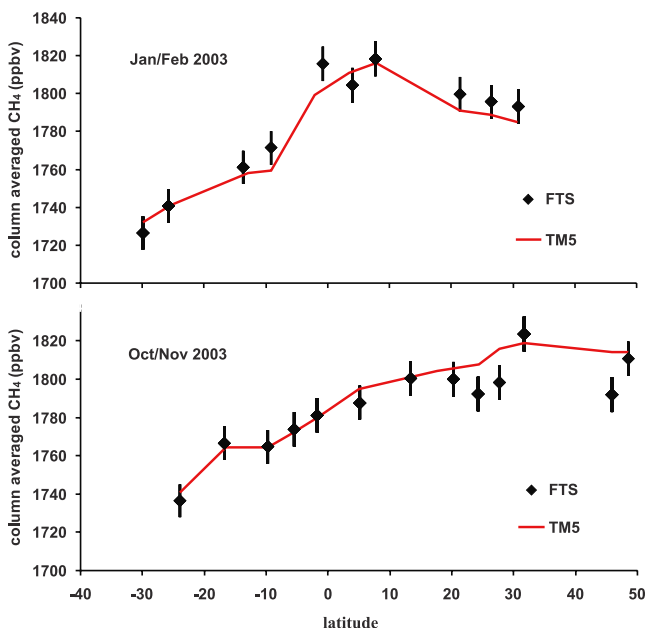 column averaged CH₄ (ppbv)
1840
1820
1800
1780
1760
1740
1720
1700
Jan/Feb 2003
FTS
TM5
column averaged CH₄ (ppbv)
1820
1800
1780
1760
1740
1720
1700
Oct/Nov 2003
FTS
TM5
-40 -30 -20 -10 0 10 20 30 40 50
latitude